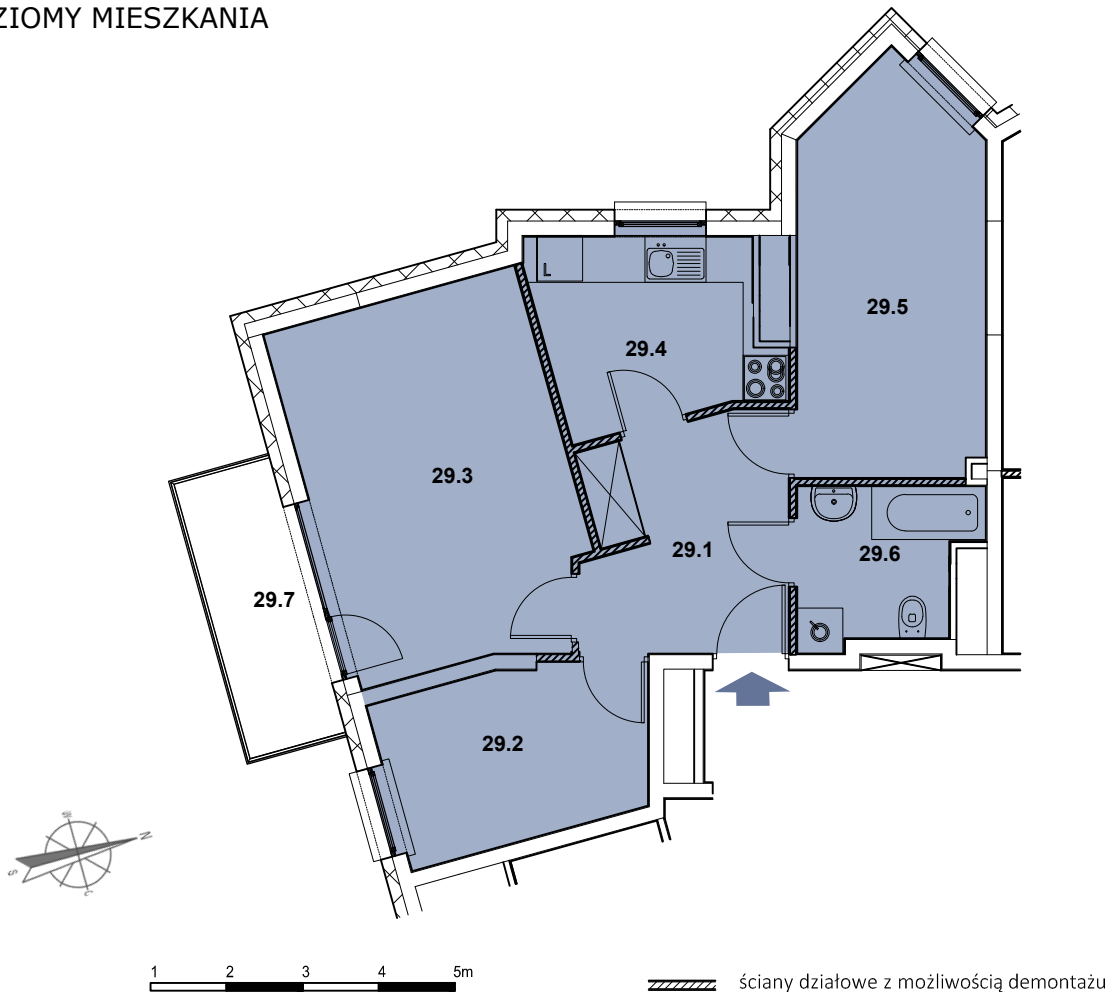 ZIOMY MIESZKANIA
29.5
L
29.4
29.3
29.1
29.6
29.7
29.2
W
N
S
1 2 3 4 5m
ściany działowe z możliwością demontażu